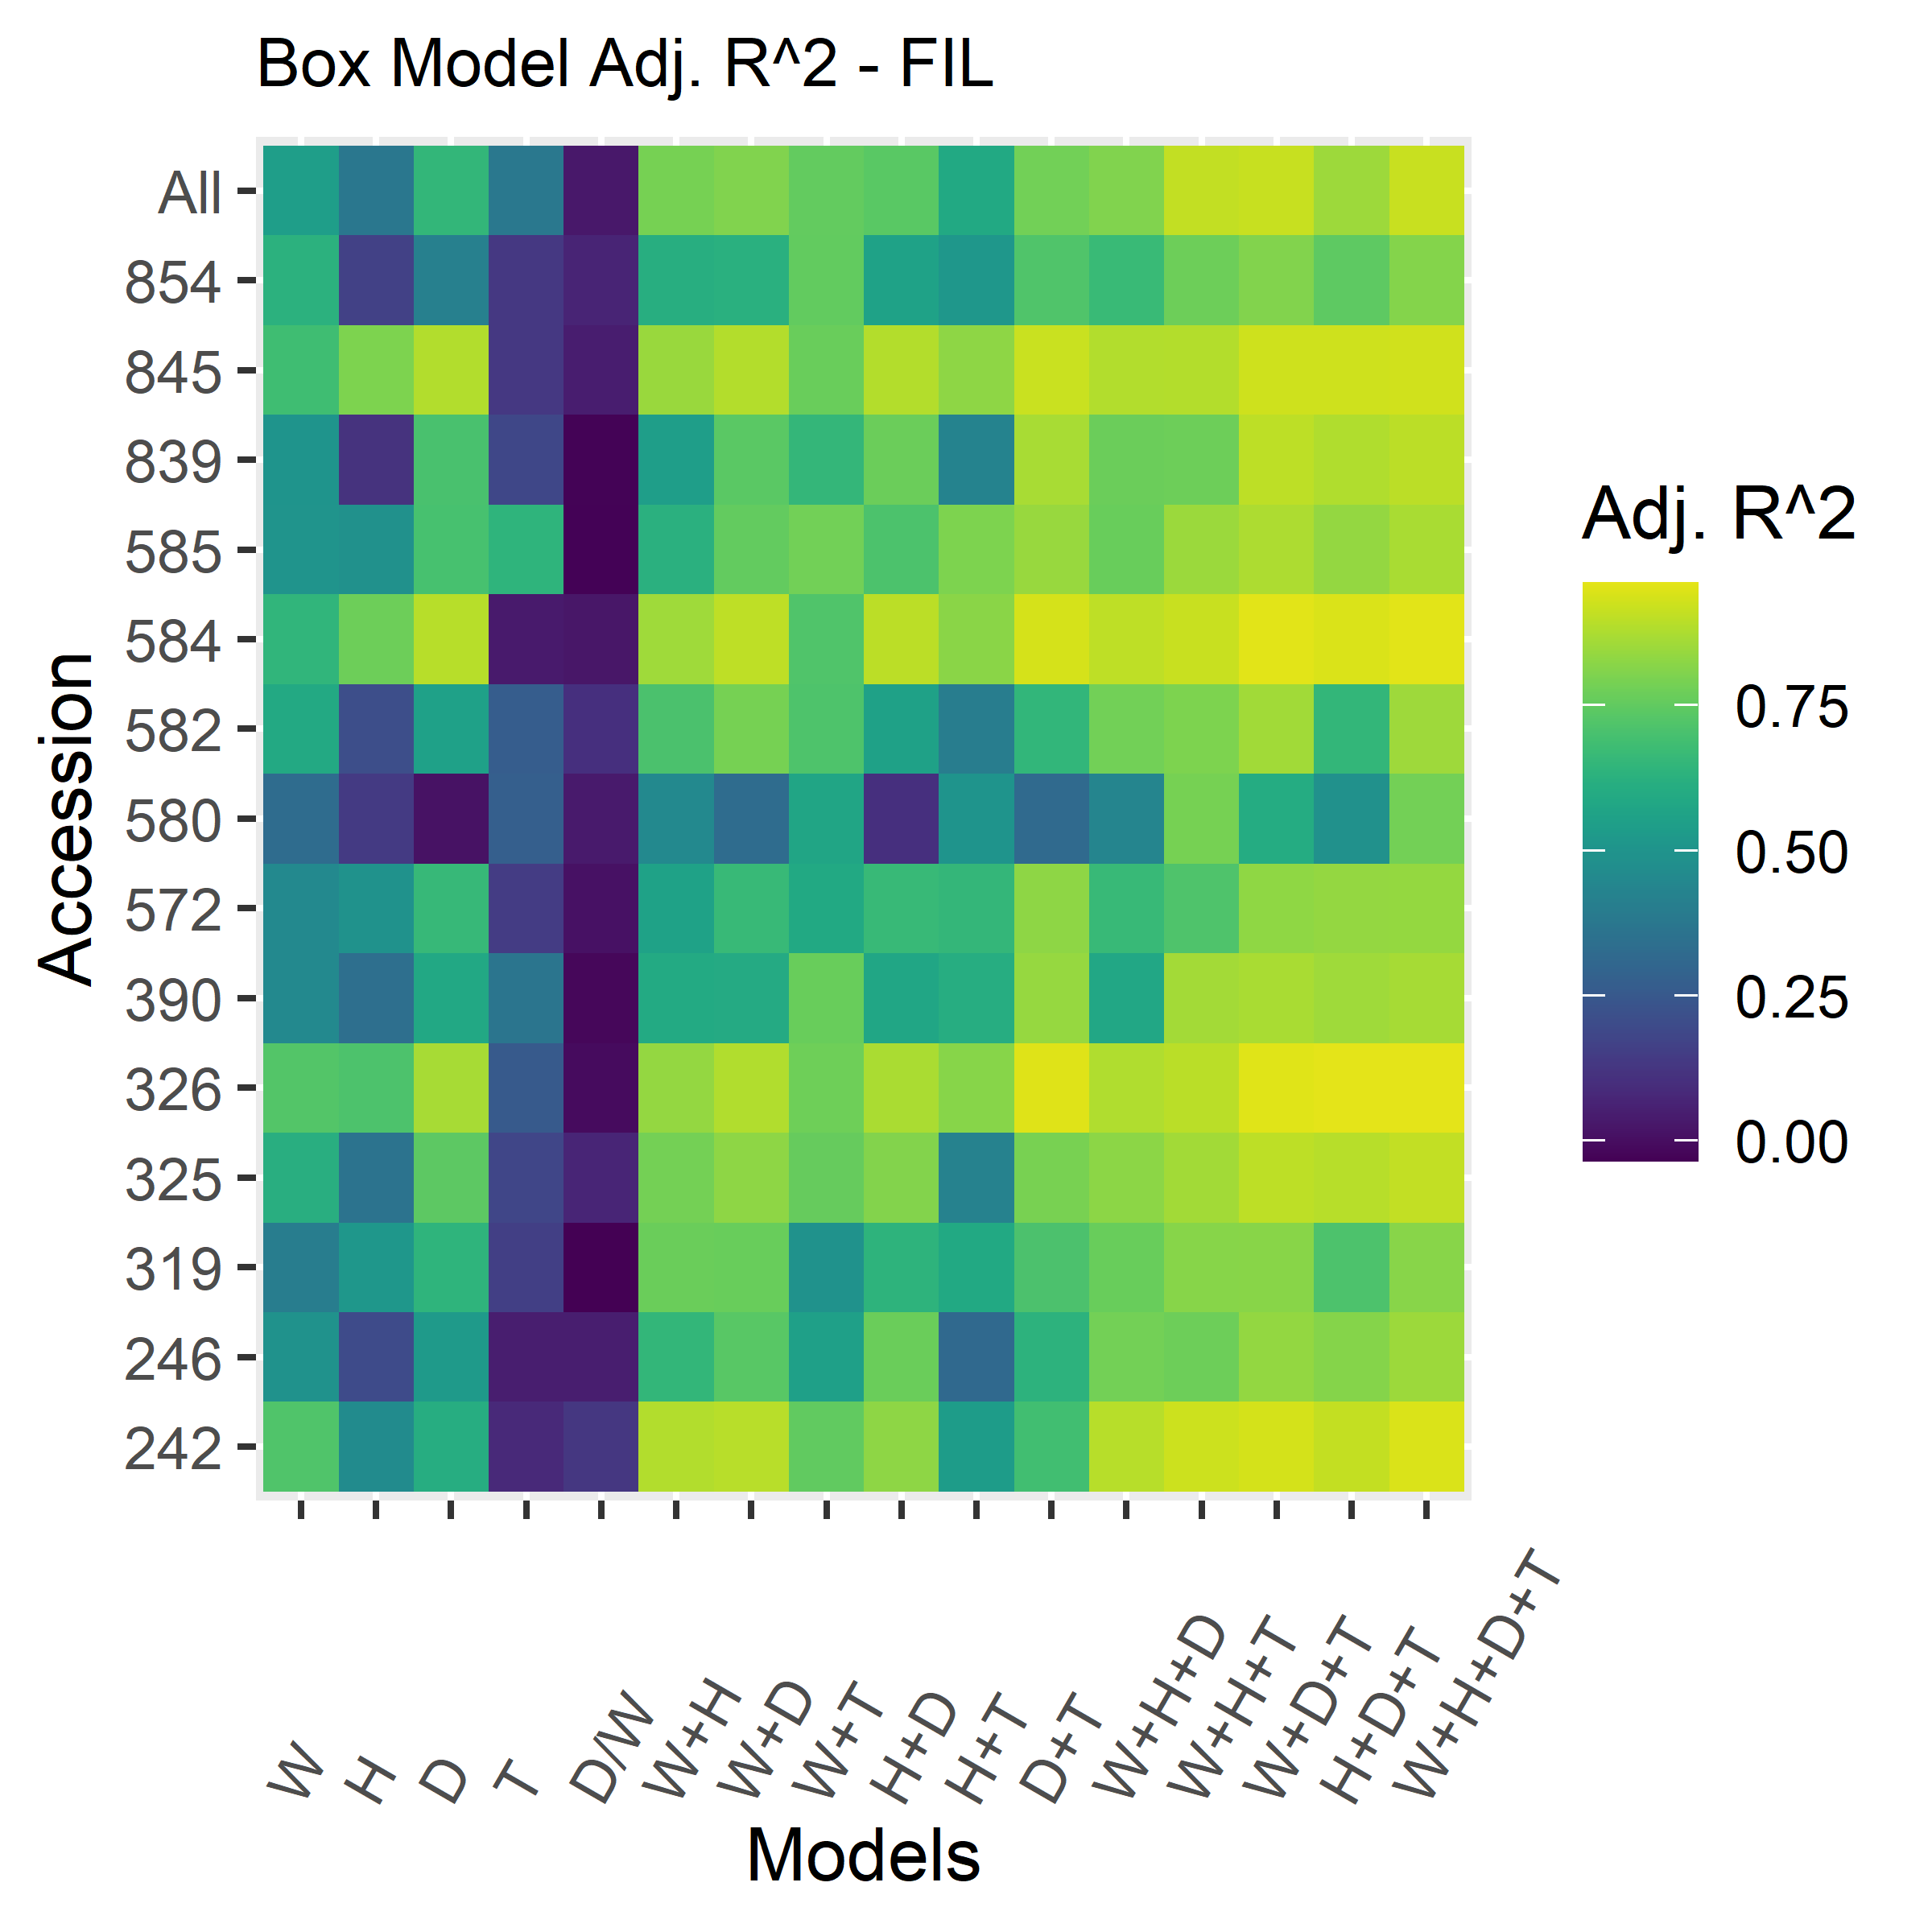 Box Model Adj. R^2 - FIL
All
854
845
839
585
584
582
580
572
390
326
325
319
246
242
Accession
W
H
D
T
D/W
W+H
W+D
W+T
H+D
H+T
D+T
W+H+D
W+H+T
W+D+T
H+D+T
W+H+D+T
Models
Adj. R^2
0.75
0.50
0.25
0.00